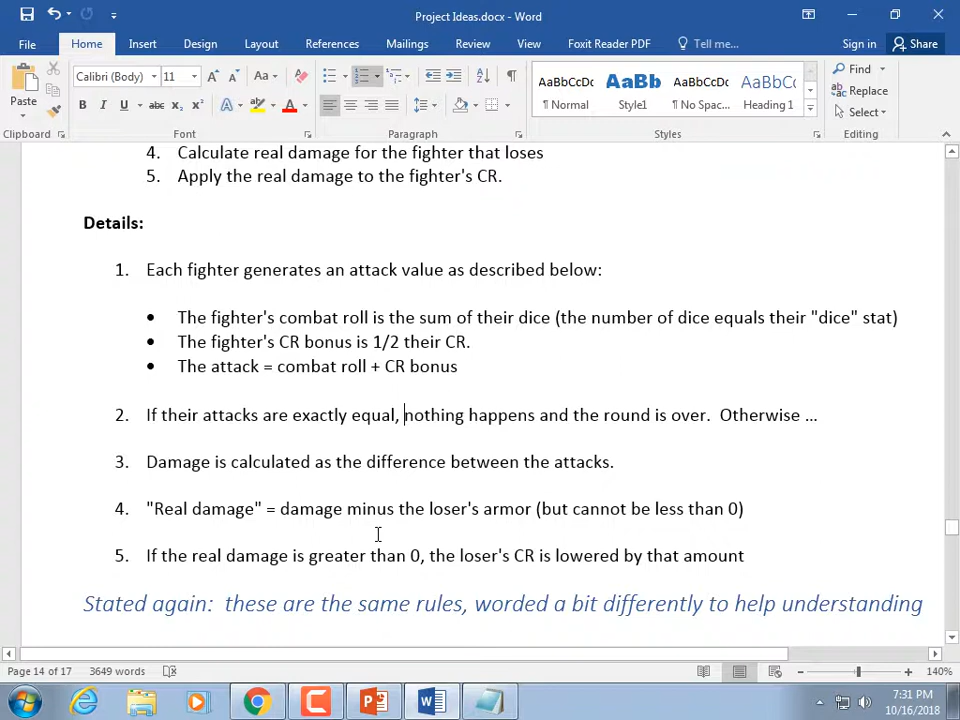 Project Ideas.docx - Word
File Home Insert Design Layout References Mailings Review View Foxit Reader PDF Tell me... Sign in Share
Calibri (Body) 11 Aa AaBbCcDc AaBbCc AaBbCcDc AaBbCcD Find
Paste B I U abc x₂ x² A A ¶ Normal Style1 ¶ No Spac... Heading 1 Replace
Select
Clipboard Font Paragraph Styles Editing
4. Calculate real damage for the fighter that loses
5. Apply the real damage to the fighter's CR.
Details:
1. Each fighter generates an attack value as described below:
• The fighter's combat roll is the sum of their dice (the number of dice equals their "dice" stat)
• The fighter's CR bonus is 1/2 their CR.
• The attack = combat roll + CR bonus
2. If their attacks are exactly equal, nothing happens and the round is over. Otherwise ...
3. Damage is calculated as the difference between the attacks.
4. "Real damage" = damage minus the loser's armor (but cannot be less than 0)
5. If the real damage is greater than 0, the loser's CR is lowered by that amount
Stated again: these are the same rules, worded a bit differently to help understanding
Page 14 of 17 3649 words 140%
7:31 PM
10/16/2018